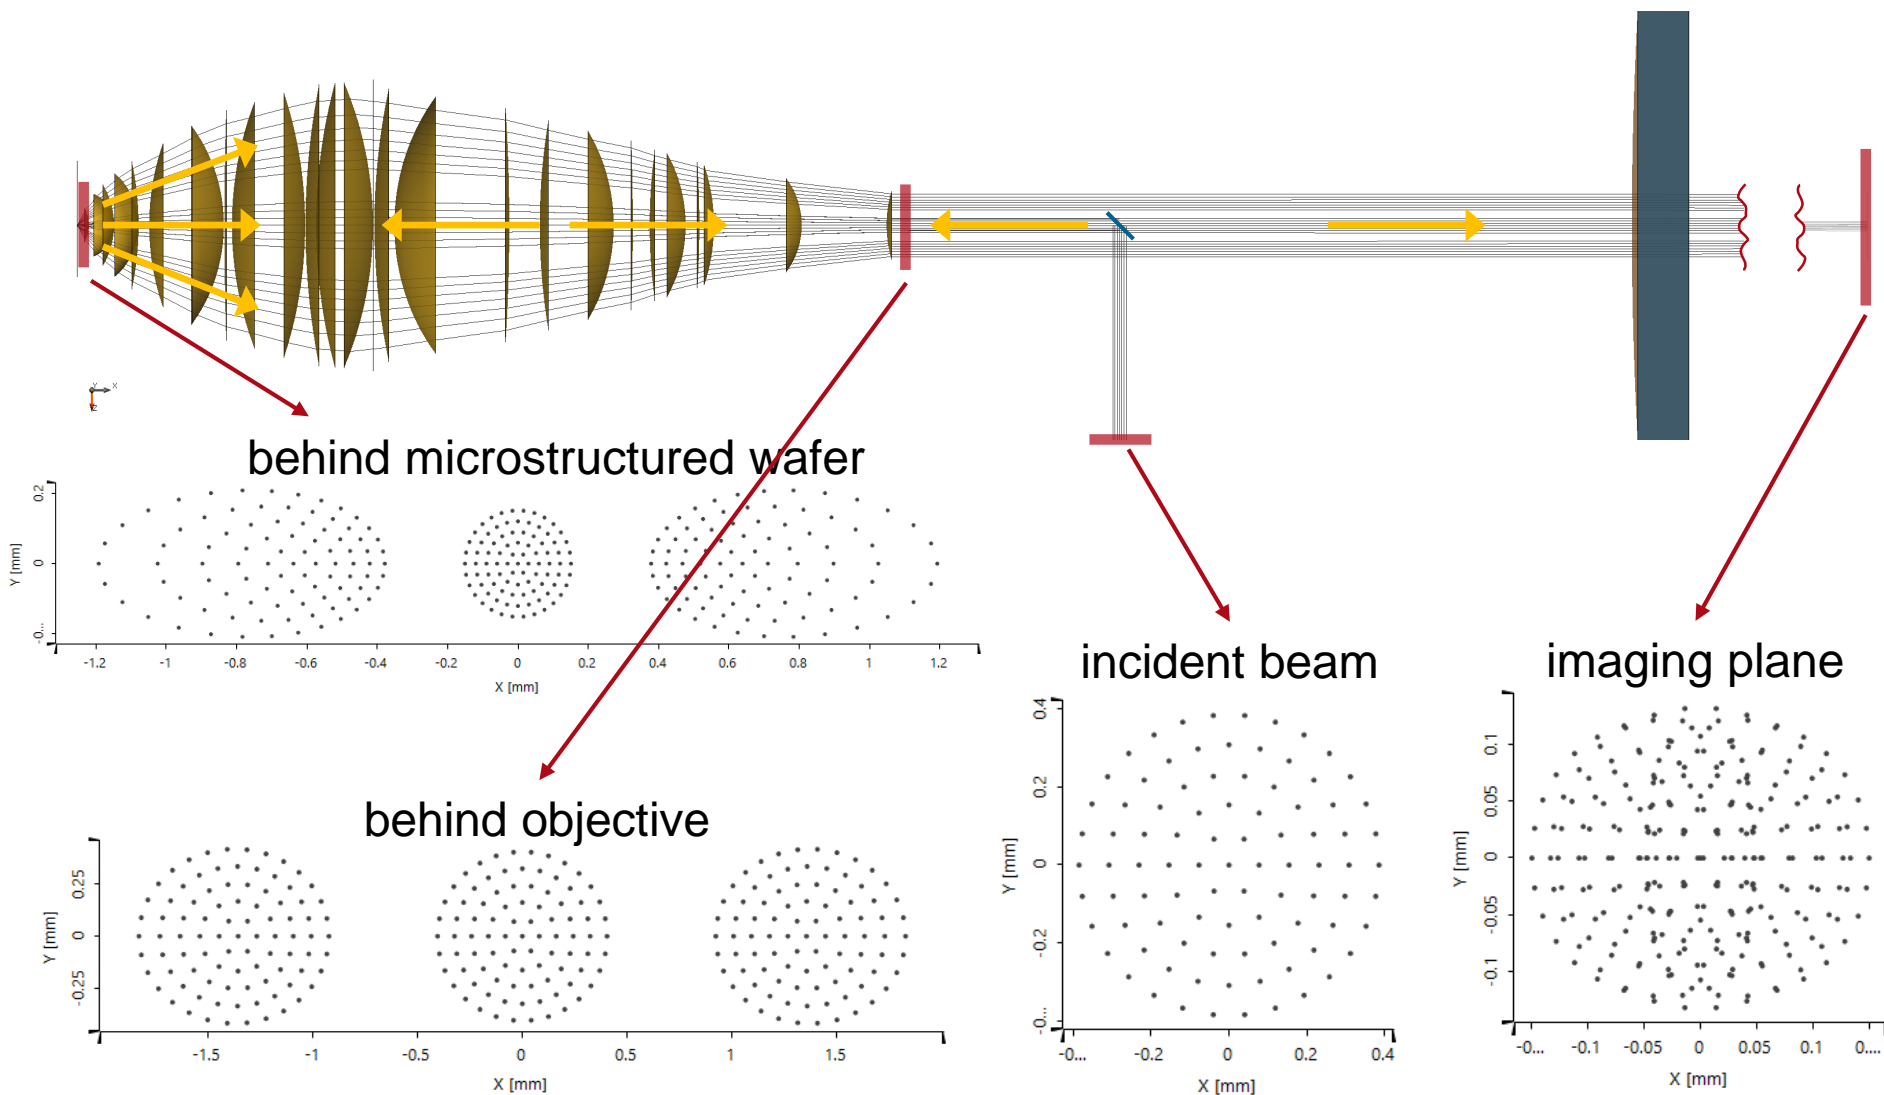 Y
X
Z
behind microstructured wafer
0.2
0
-0...
Y [mm]
-1.2 -1 -0.8 -0.6 -0.4 -0.2 0 0.2 0.4 0.6 0.8 1 1.2
X [mm]
incident beam
0.4
0.2
0
-0.2
-0...
Y [mm]
-0... -0.2 0 0.2 0.4
X [mm]
imaging plane
0.1
0.05
0
-0.05
-0.1
Y [mm]
-0... -0.1 -0.05 0 0.05 0.1 0....
X [mm]
behind objective
0.25
0
-0.25
Y [mm]
-1.5 -1 -0.5 0 0.5 1 1.5
X [mm]